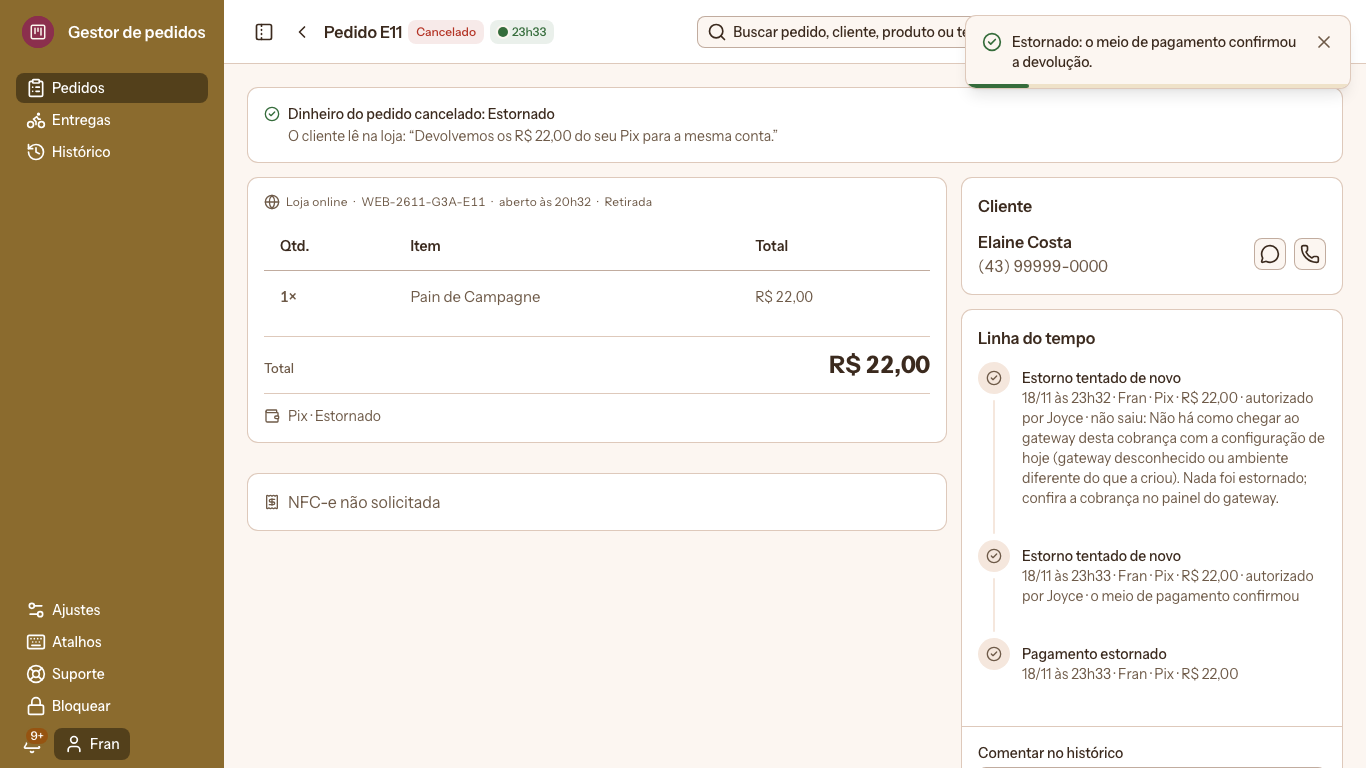 Gestor de pedidos
Pedidos
Entregas
Histórico
Ajustes
Atalhos
Suporte
Bloquear
9+
Fran
Pedido E11
Cancelado
23h33
Buscar pedido, cliente, produto ou te
Estornado: o meio de pagamento confirmou
a devolução.
Dinheiro do pedido cancelado: Estornado
O cliente lê na loja: “Devolvemos os R$ 22,00 do seu Pix para a mesma conta.”
Loja online · WEB-2611-G3A-E11 · aberto às 20h32 · Retirada
Qtd. Item Total
1× Pain de Campagne R$ 22,00
Total R$ 22,00
Pix · Estornado
NFC-e não solicitada
Cliente
Elaine Costa
(43) 99999-0000
Linha do tempo
Estorno tentado de novo
18/11 às 23h32 · Fran · Pix · R$ 22,00 · autorizado
por Joyce · não saiu: Não há como chegar ao
gateway desta cobrança com a configuração de
hoje (gateway desconhecido ou ambiente
diferente do que a criou). Nada foi estornado;
confira a cobrança no painel do gateway.
Estorno tentado de novo
18/11 às 23h33 · Fran · Pix · R$ 22,00 · autorizado
por Joyce · o meio de pagamento confirmou
Pagamento estornado
18/11 às 23h33 · Fran · Pix · R$ 22,00
Comentar no histórico